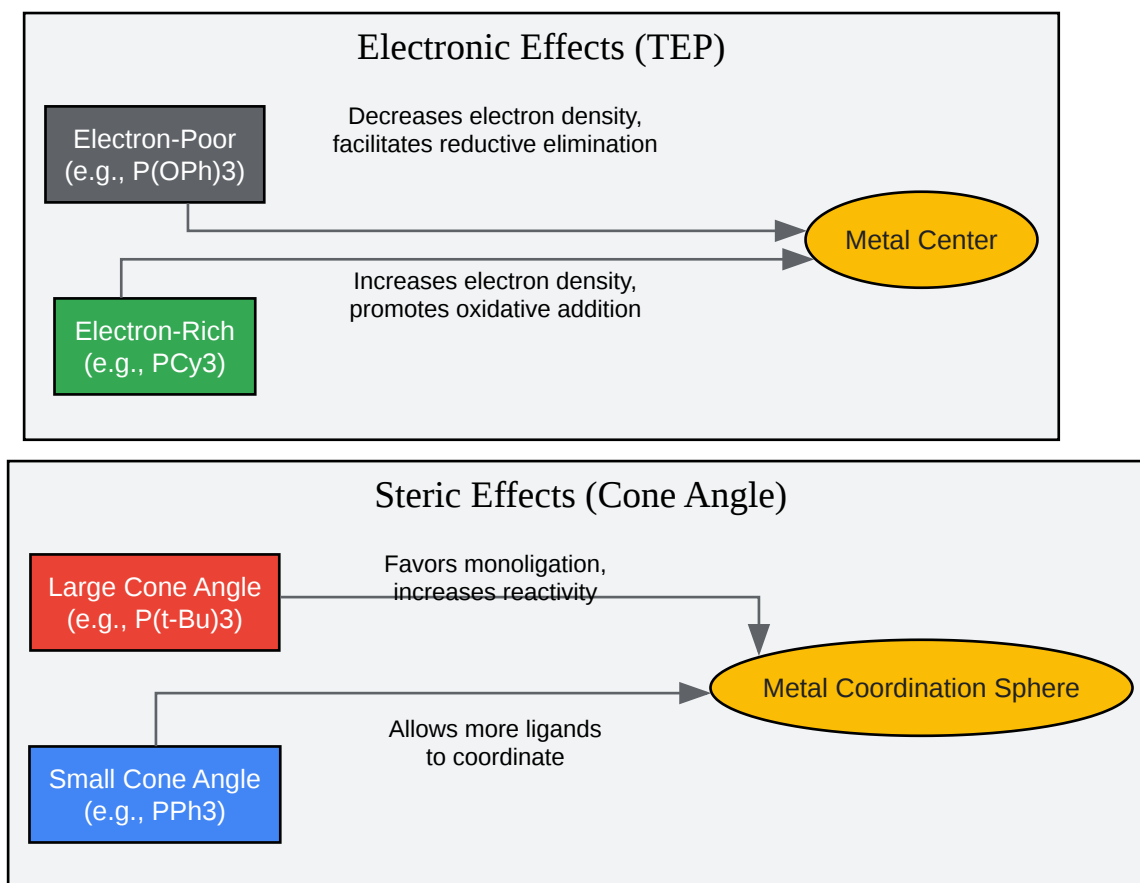 Electronic Effects (TEP)
Electron-Poor
(e.g., P(OPh)3)
Decreases electron density,
facilitates reductive elimination
Metal Center
Increases electron density,
promotes oxidative addition
Electron-Rich
(e.g., PCy3)
Steric Effects (Cone Angle)
Large Cone Angle
(e.g., P(t-Bu)3)
Favors monoligation,
increases reactivity
Metal Coordination Sphere
Allows more ligands
to coordinate
Small Cone Angle
(e.g., PPh3)